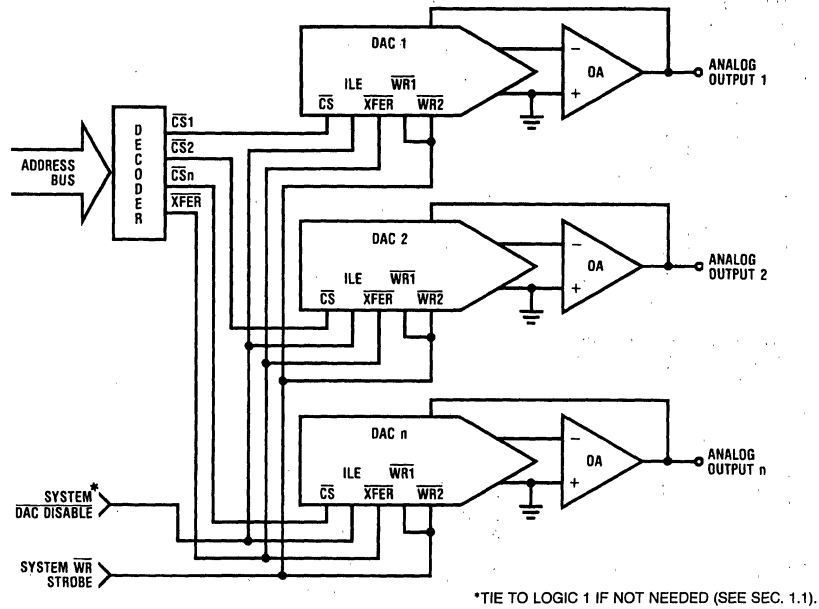 DAC 1
ILE
WR1
CS
XFER
WR2
−
OA
+
ANALOG
OUTPUT 1
ADDRESS
BUS
DECODER
CS1
CS2
CSn
XFER
DAC 2
ILE
WR1
CS
XFER
WR2
−
OA
+
ANALOG
OUTPUT 2
DAC n
ILE
WR1
CS
XFER
WR2
−
OA
+
ANALOG
OUTPUT n
SYSTEM*
DAC DISABLE
SYSTEM WR
STROBE
*TIE TO LOGIC 1 IF NOT NEEDED (SEE SEC. 1.1).